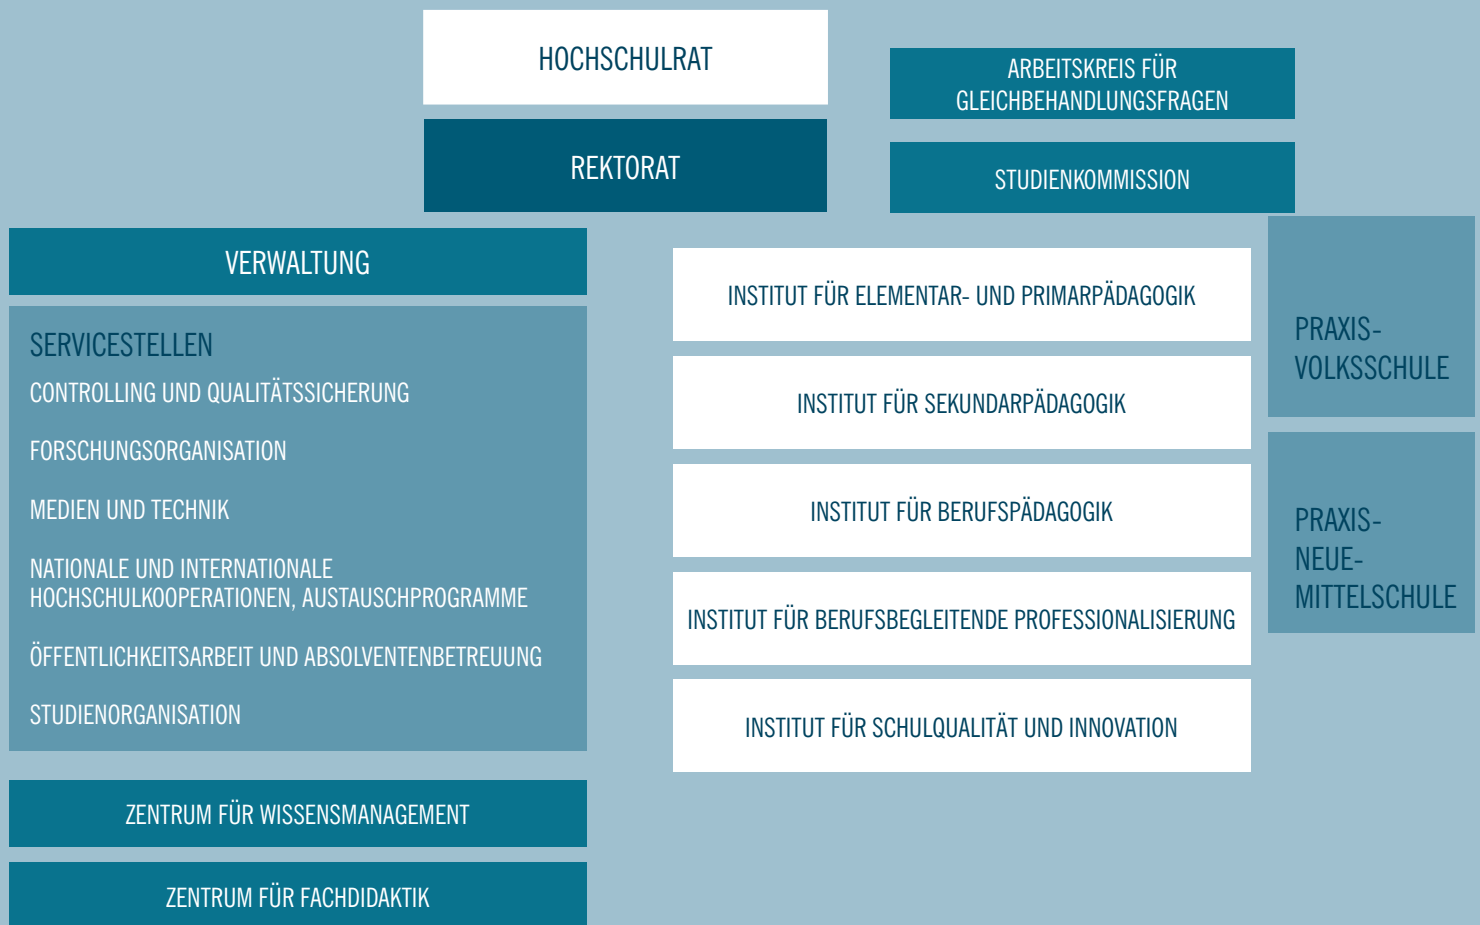 HOCHSCHULRAT
REKTORAT
ARBEITSKREIS FÜR
GLEICHBEHANDLUNGSFRAGEN
STUDIENKOMMISSION
VERWALTUNG
SERVICESTELLEN
CONTROLLING UND QUALITÄTSSICHERUNG
FORSCHUNGSORGANISATION
MEDIEN UND TECHNIK
NATIONALE UND INTERNATIONALE
HOCHSCHULKOOPERATIONEN, AUSTAUSCHPROGRAMME
ÖFFENTLICHKEITSARBEIT UND ABSOLVENTENBETREUUNG
STUDIENORGANISATION
ZENTRUM FÜR WISSENSMANAGEMENT
ZENTRUM FÜR FACHDIDAKTIK
INSTITUT FÜR ELEMENTAR- UND PRIMARPÄDAGOGIK
INSTITUT FÜR SEKUNDARPÄDAGOGIK
INSTITUT FÜR BERUFSPÄDAGOGIK
INSTITUT FÜR BERUFSBEGLEITENDE PROFESSIONALISIERUNG
INSTITUT FÜR SCHULQUALITÄT UND INNOVATION
PRAXIS-
VOLKSSCHULE
PRAXIS-
NEUE-
MITTELSCHULE